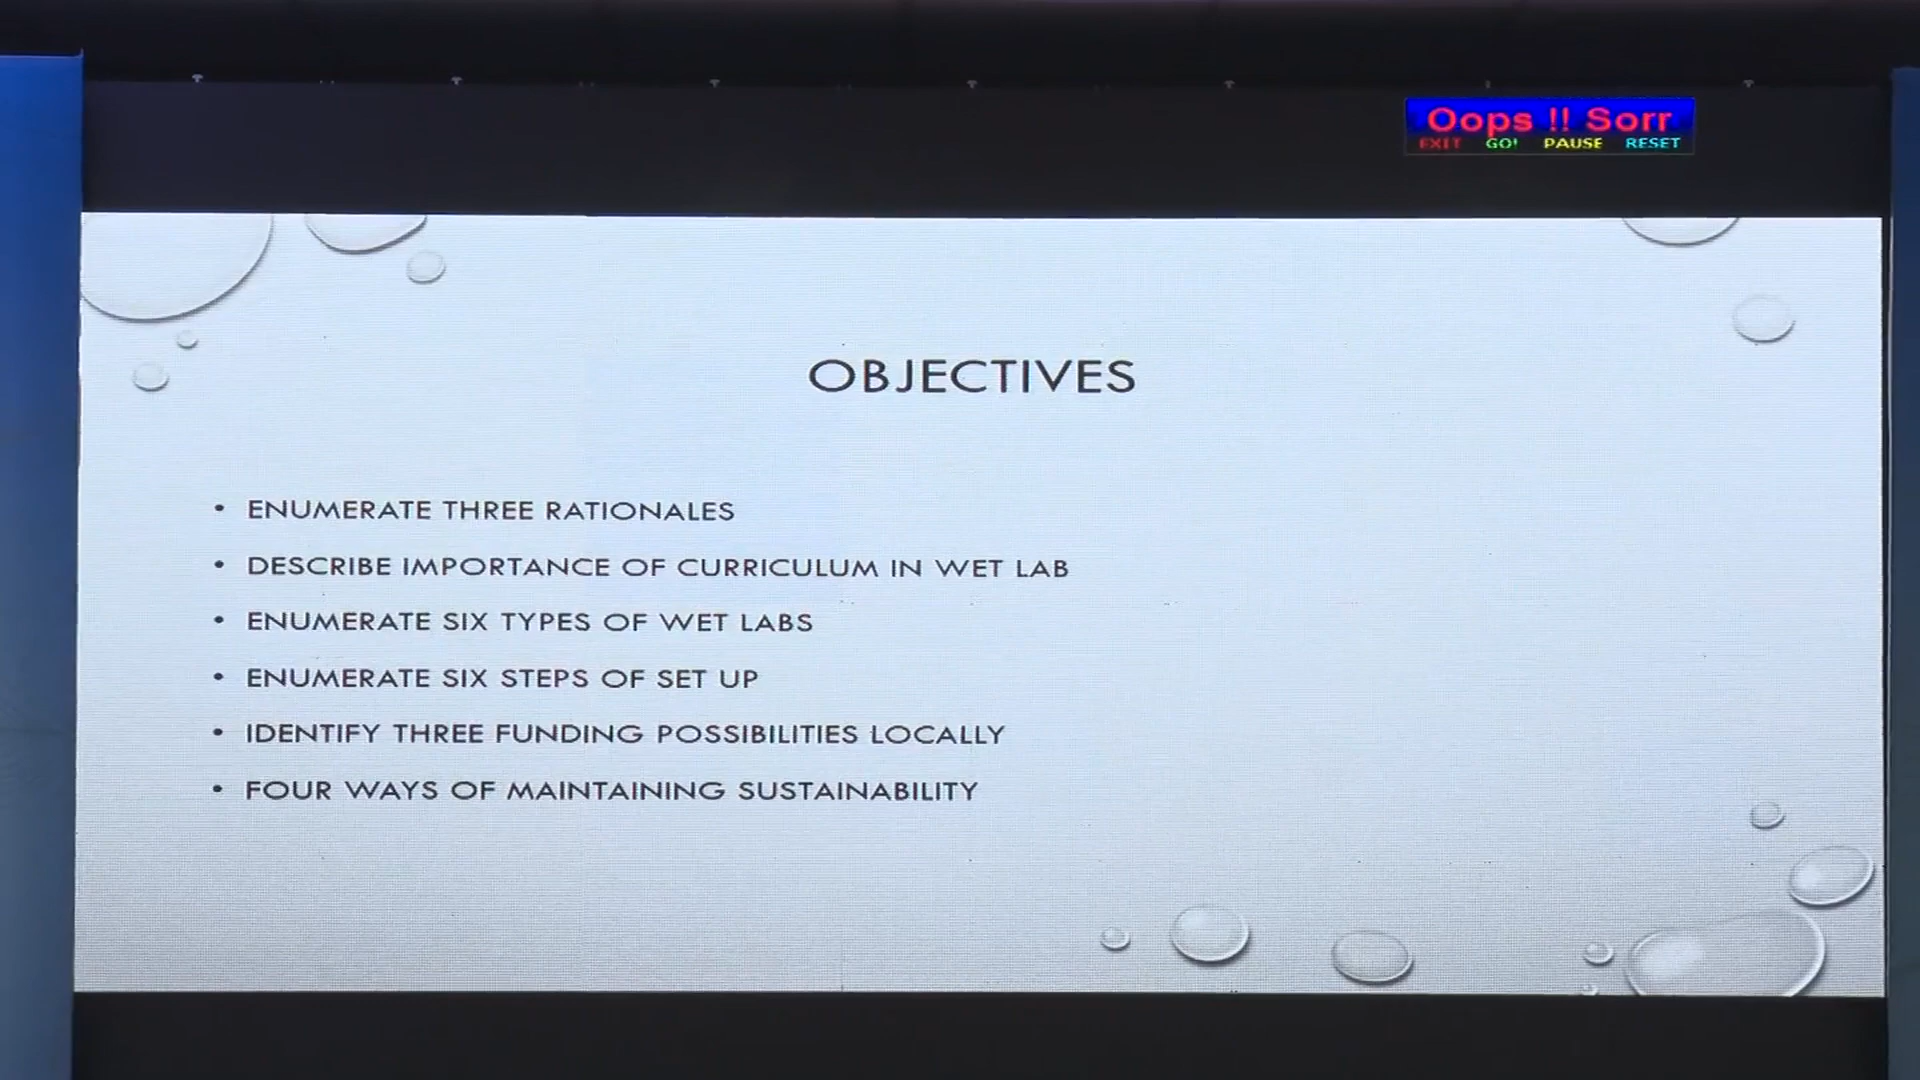 Oops !! Sorr
EXIT GO! PAUSE RESET
OBJECTIVES
• ENUMERATE THREE RATIONALES
• DESCRIBE IMPORTANCE OF CURRICULUM IN WET LAB
• ENUMERATE SIX TYPES OF WET LABS
• ENUMERATE SIX STEPS OF SET UP
• IDENTIFY THREE FUNDING POSSIBILITIES LOCALLY
• FOUR WAYS OF MAINTAINING SUSTAINABILITY